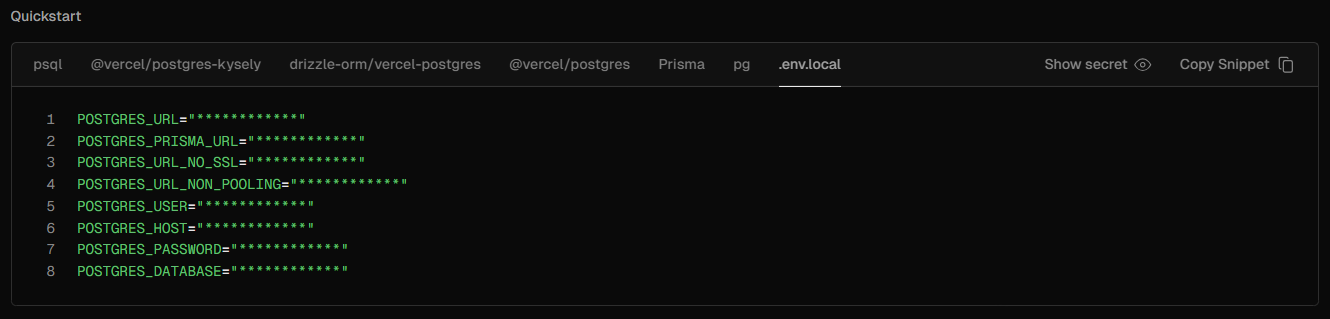 Quickstart
psql @vercel/postgres-kysely drizzle-orm/vercel-postgres @vercel/postgres Prisma pg .env.local Show secret Copy Snippet
1 POSTGRES_URL="************"
2 POSTGRES_PRISMA_URL="************"
3 POSTGRES_URL_NO_SSL="************"
4 POSTGRES_URL_NON_POOLING="************"
5 POSTGRES_USER="************"
6 POSTGRES_HOST="************"
7 POSTGRES_PASSWORD="************"
8 POSTGRES_DATABASE="************"